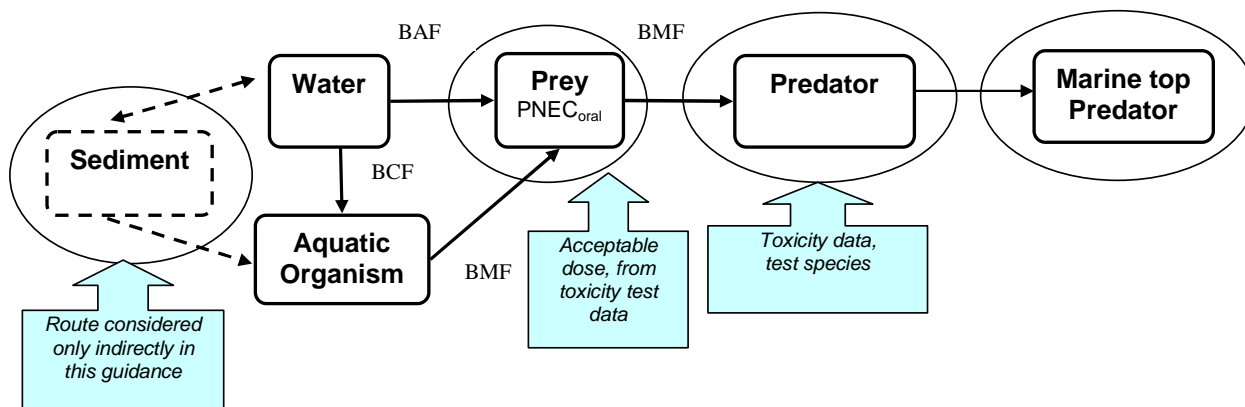 BAF
BMF
Water
Prey
PNECoral
Predator
Marine top
Predator
Sediment
BCF
Aquatic
Organism
BMF
Acceptable
dose, from
toxicity test
data
Toxicity data,
test species
Route considered
only indirectly in
this guidance